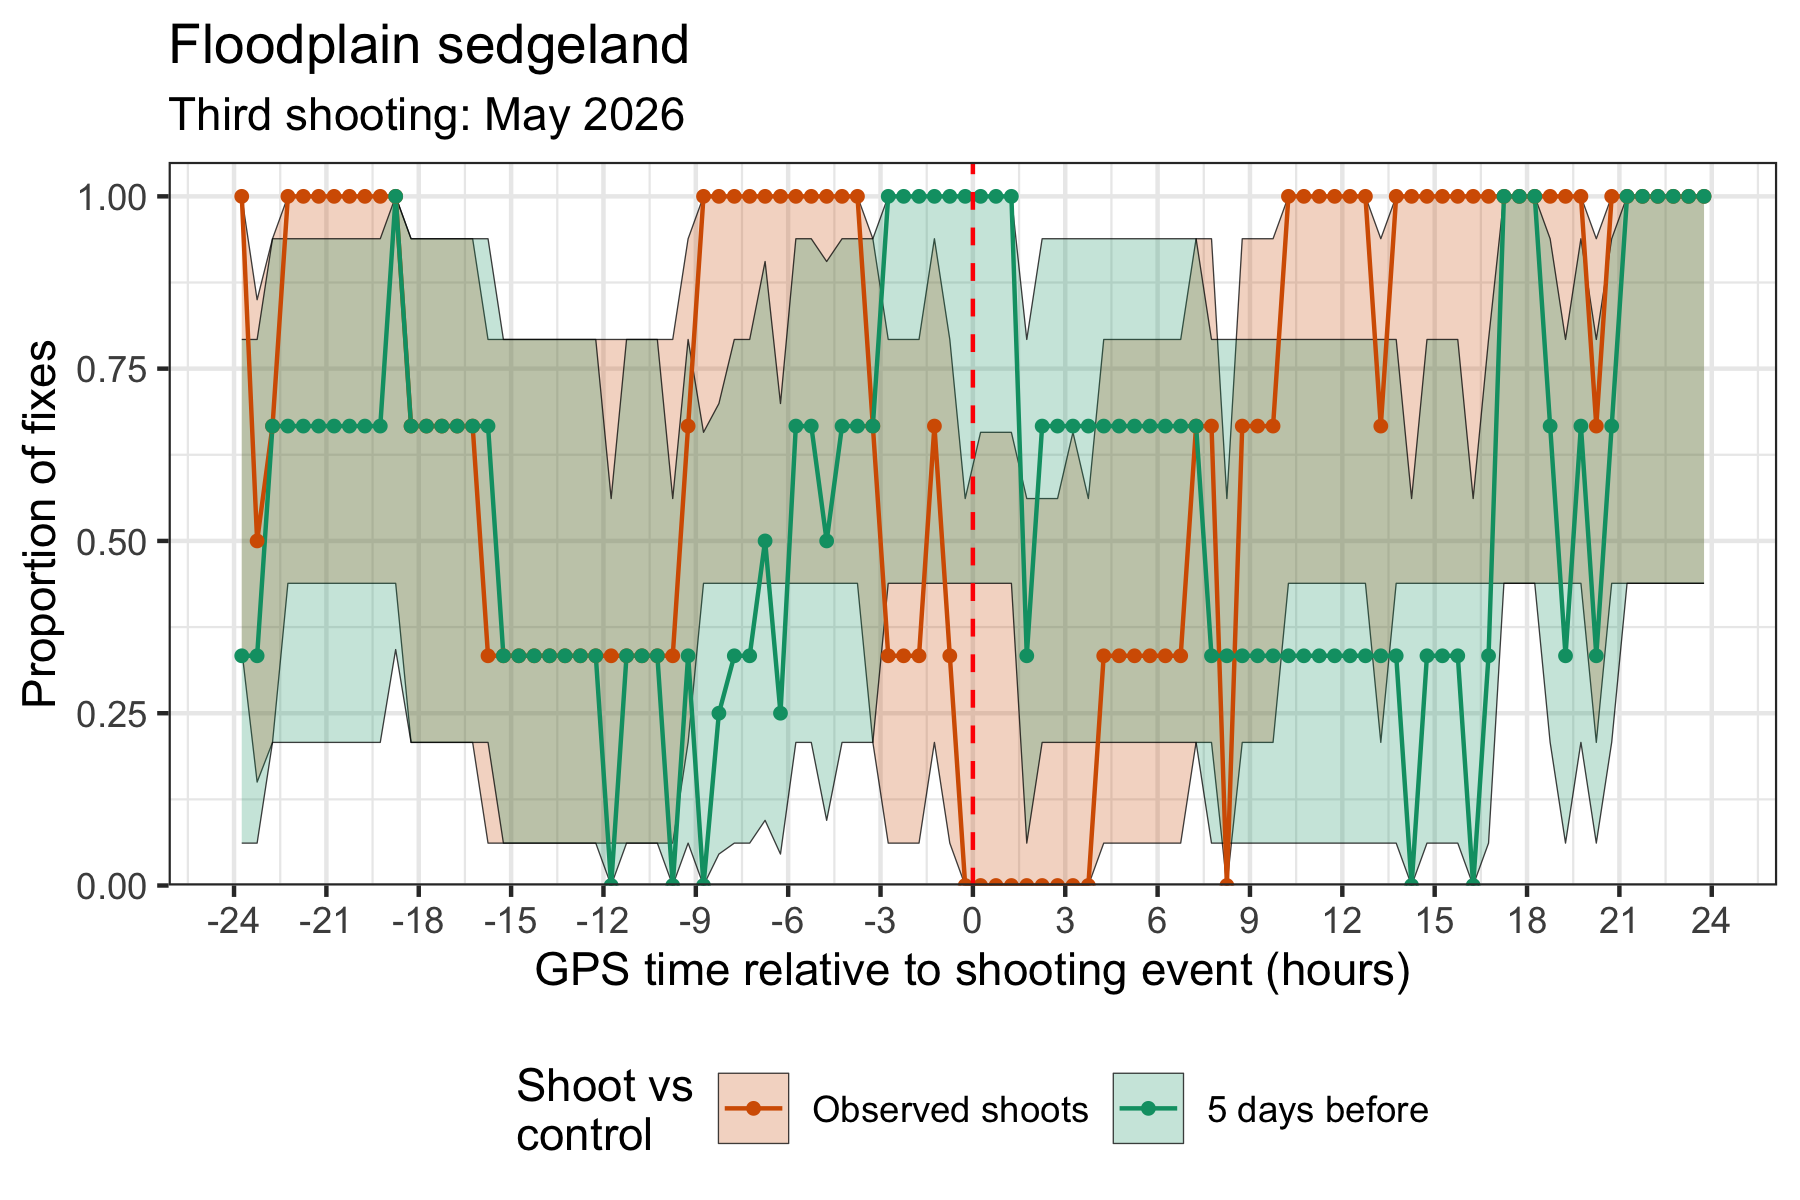 Floodplain sedgeland
Third shooting: May 2026
Proportion of fixes
1.00
0.75
0.50
0.25
0.00
-24 -21 -18 -15 -12 -9 -6 -3 0 3 6 9 12 15 18 21 24
GPS time relative to shooting event (hours)
Shoot vs
control
Observed shoots
5 days before